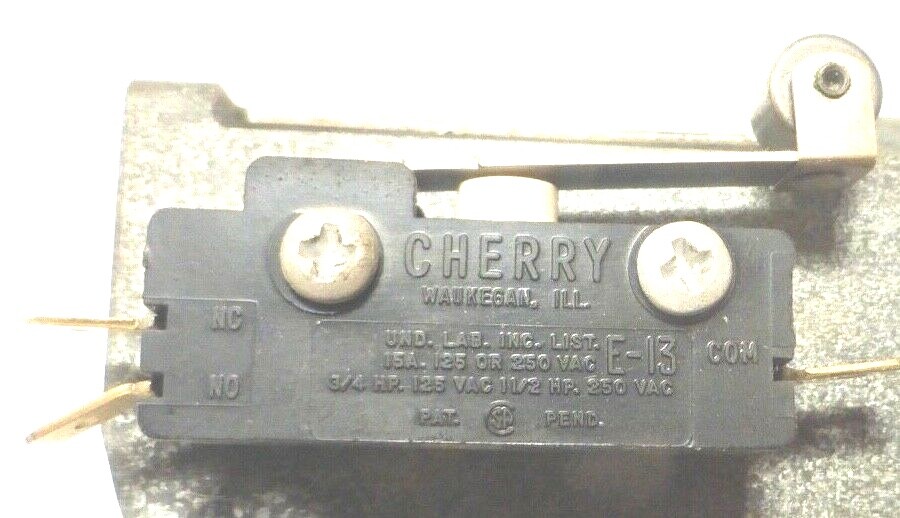 CHERRY
WAUKEGAN, ILL.
NC
NO
UND. LAB. INC. LIST.
15A. 125 OR 250 VAC E-13
3/4 HP. 125 VAC 1 1/2 HP. 250 VAC
PAT. PEND.
COM